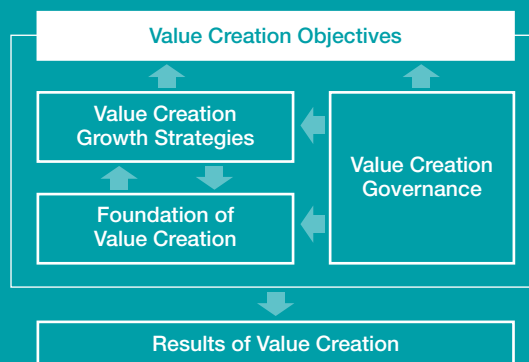 Value Creation Objectives
Value Creation
Growth Strategies
Value Creation
Governance
Foundation of
Value Creation
Results of Value Creation